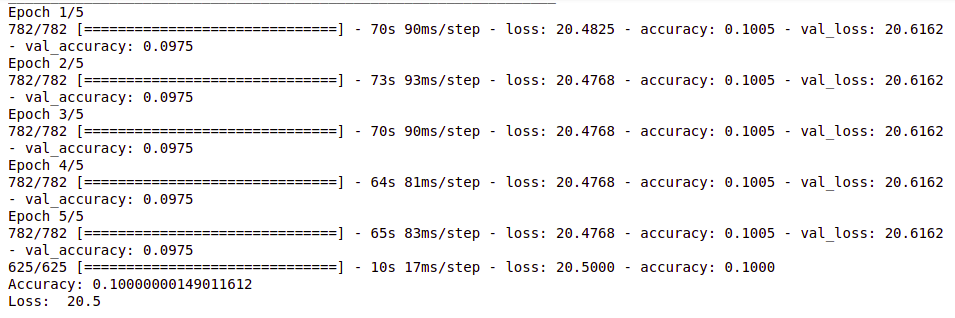 Epoch 1/5
782/782 [==============================] - 70s 90ms/step - loss: 20.4825 - accuracy: 0.1005 - val_loss: 20.6162
- val_accuracy: 0.0975
Epoch 2/5
782/782 [==============================] - 73s 93ms/step - loss: 20.4768 - accuracy: 0.1005 - val_loss: 20.6162
- val_accuracy: 0.0975
Epoch 3/5
782/782 [==============================] - 70s 90ms/step - loss: 20.4768 - accuracy: 0.1005 - val_loss: 20.6162
- val_accuracy: 0.0975
Epoch 4/5
782/782 [==============================] - 64s 81ms/step - loss: 20.4768 - accuracy: 0.1005 - val_loss: 20.6162
- val_accuracy: 0.0975
Epoch 5/5
782/782 [==============================] - 65s 83ms/step - loss: 20.4768 - accuracy: 0.1005 - val_loss: 20.6162
- val_accuracy: 0.0975
625/625 [==============================] - 10s 17ms/step - loss: 20.5000 - accuracy: 0.1000
Accuracy: 0.10000000149011612
Loss:  20.5